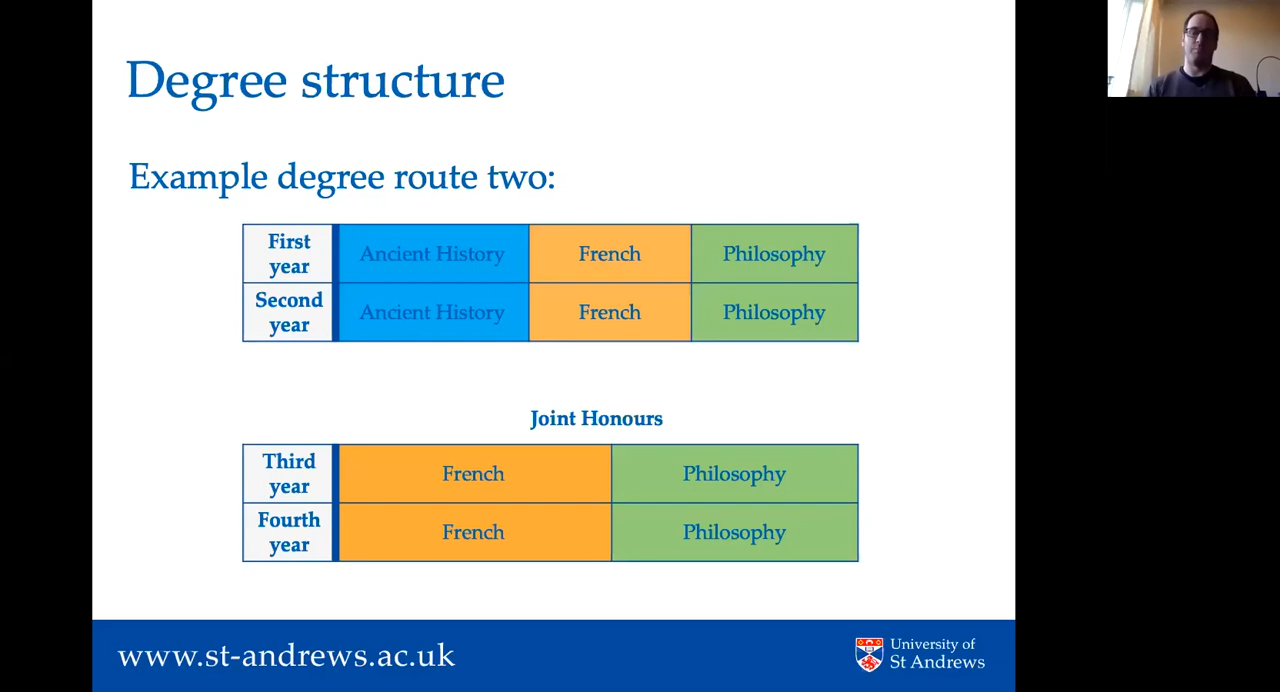 Degree structure
Example degree route two:
First year
Ancient History French Philosophy
Second year
Ancient History French Philosophy
Joint Honours
Third year
French Philosophy
Fourth year
French Philosophy
www.st-andrews.ac.uk
University of
St Andrews